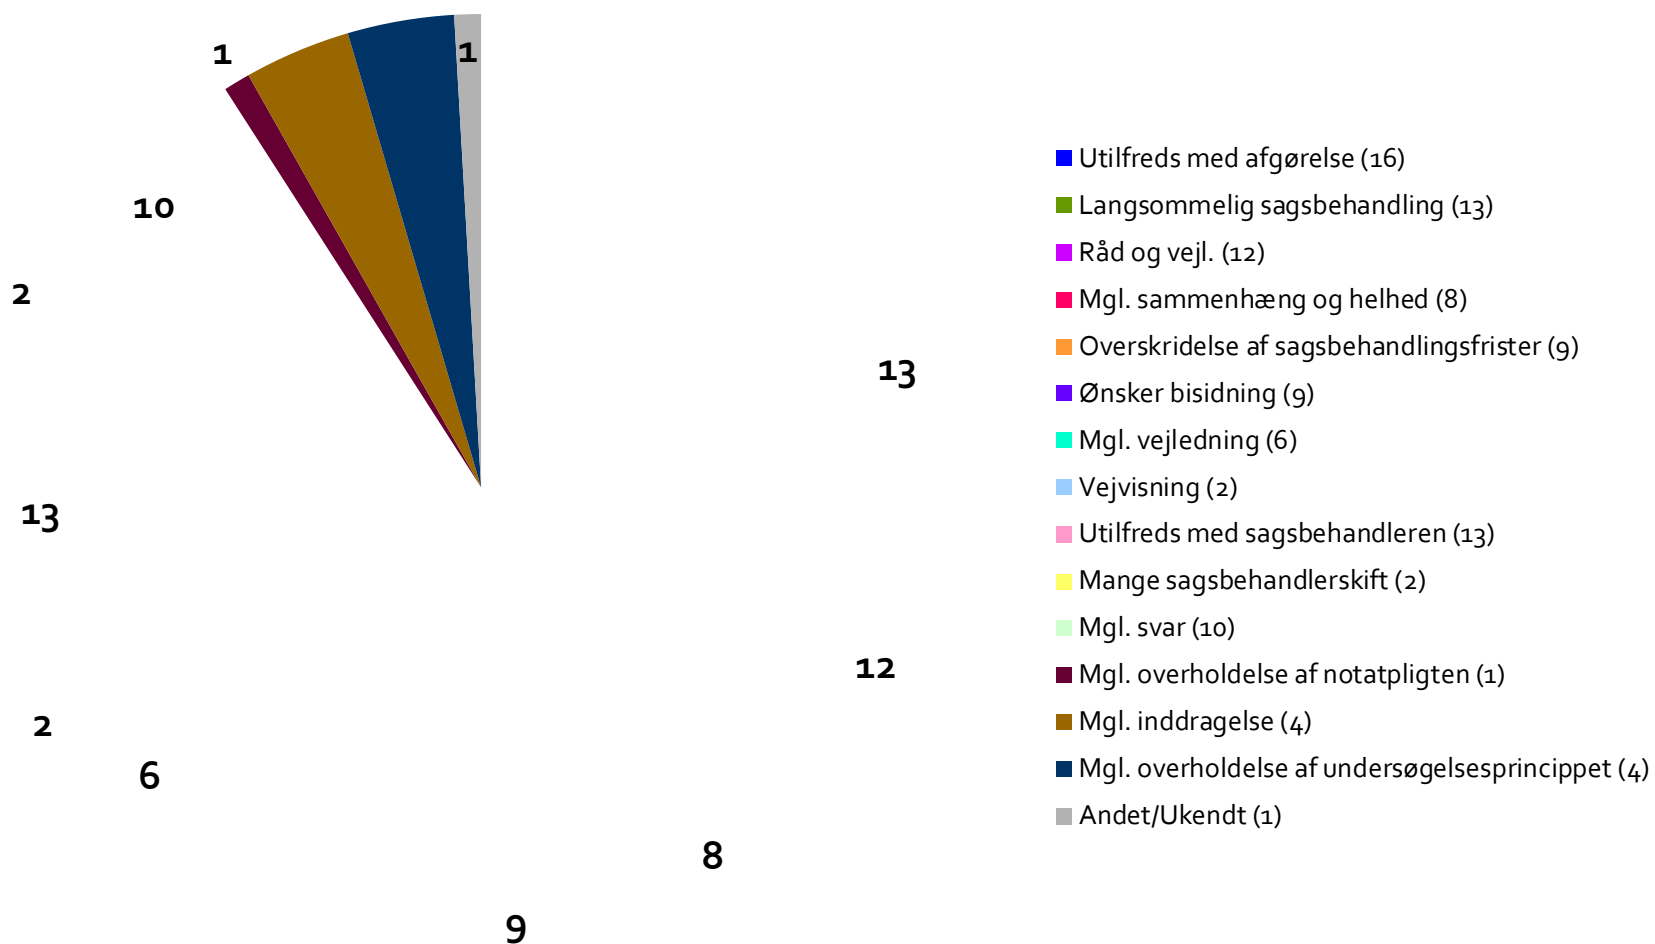 1
1
10
2
13
13
12
2
6
8
9
Utilfreds med afgørelse (16)
Langsommelig sagsbehandling (13)
Råd og vejl. (12)
Mgl. sammenhæng og helhed (8)
Overskridelse af sagsbehandlingsfrister (9)
Ønsker bisidning (9)
Mgl. vejledning (6)
Vejvisning (2)
Utilfreds med sagsbehandleren (13)
Mange sagsbehandlerskift (2)
Mgl. svar (10)
Mgl. overholdelse af notatpligten (1)
Mgl. inddragelse (4)
Mgl. overholdelse af undersøgelsesprincippet (4)
Andet/Ukendt (1)